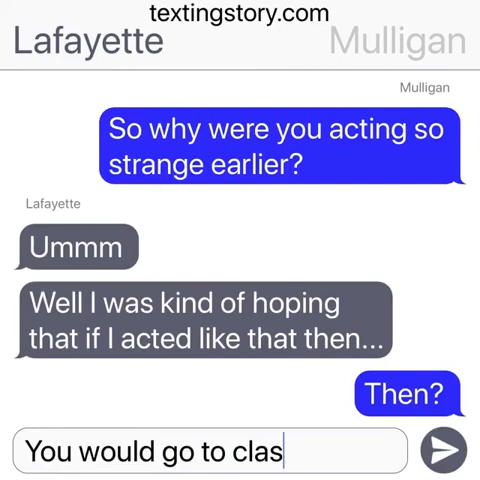 textingstory.com
Lafayette
Mulligan
Mulligan
So why were you acting so
strange earlier?
Lafayette
Ummm
Well I was kind of hoping
that if I acted like that then...
Then?
You would go to clas